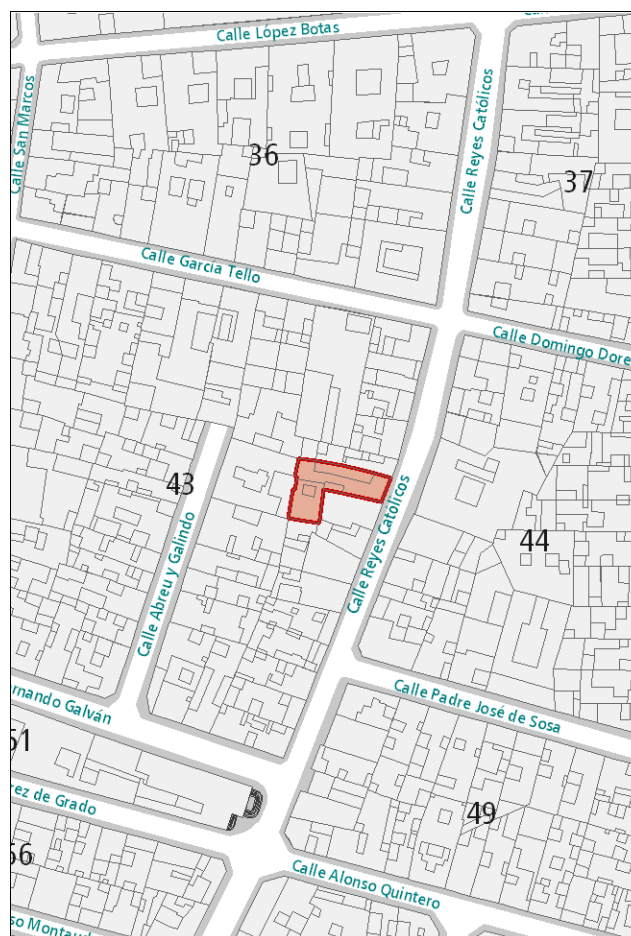 Calle López Botas
Calle San Marcos
Calle Reyes Católicos
36
37
Calle García Tello
Calle Domingo Dore
43
Calle Abreu y Galindo
Calle Reyes Católicos
44
Calle Padre José de Sosa
rnando Galván
51
rez de Grado
49
56
Calle Alonso Quintero